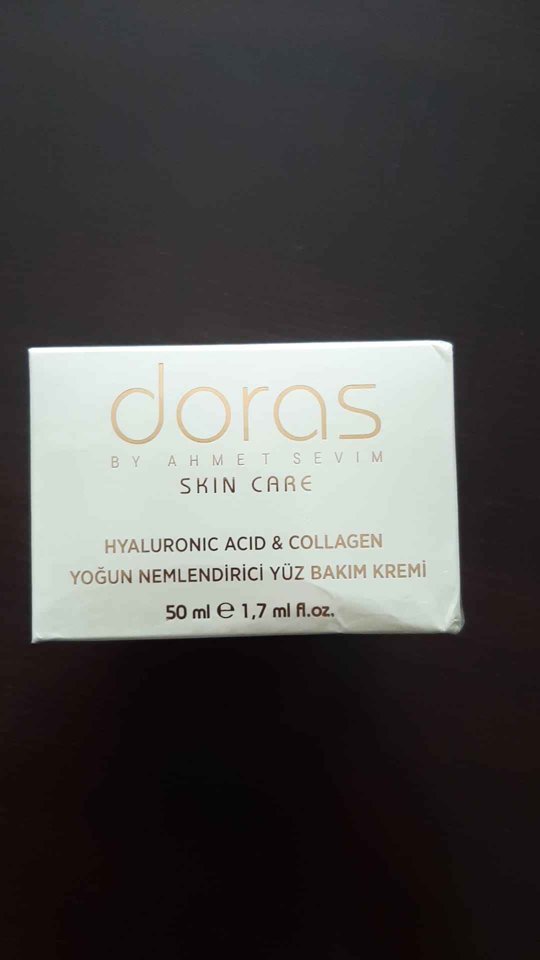 doras
BY AHMET SEVIM
SKIN CARE
HYALURONIC ACID & COLLAGEN
YOĞUN NEMLENDİRİCİ YÜZ BAKIM KREMİ
50 ml ℮ 1,7 ml fl.oz.